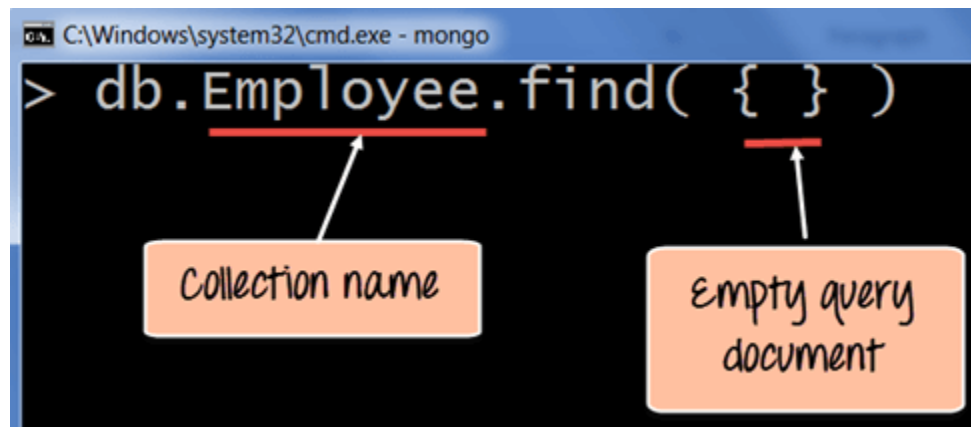 C:\Windows\system32\cmd.exe - mongo
> db.Employee.find( { } )
Collection name
Empty query
document